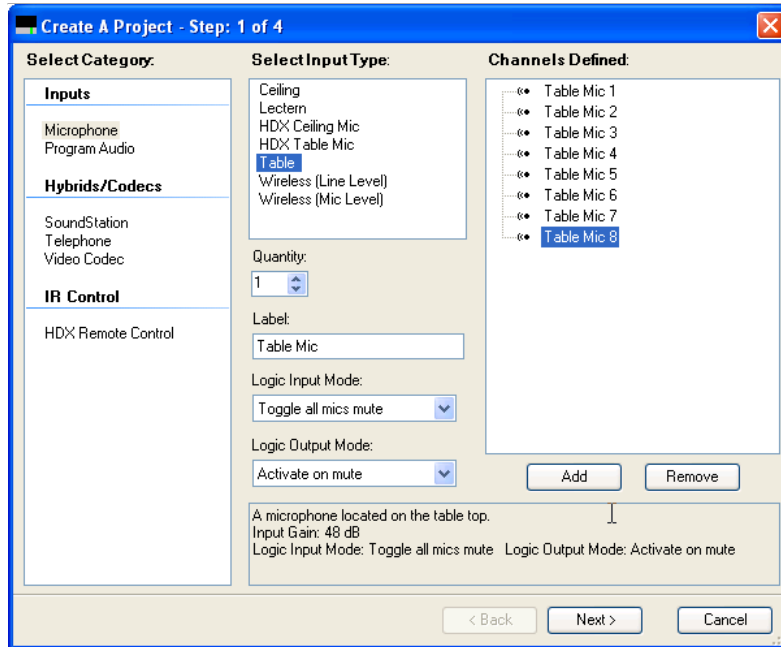 Create A Project - Step: 1 of 4
Select Category:
Inputs
Microphone
Program Audio
Hybrids/Codecs
SoundStation
Telephone
Video Codec
IR Control
HDX Remote Control
Select Input Type:
Ceiling
Lectern
HDX Ceiling Mic
HDX Table Mic
Table
Wireless (Line Level)
Wireless (Mic Level)
Quantity:
1
Label:
Table Mic
Logic Input Mode:
Toggle all mics mute
Logic Output Mode:
Activate on mute
Channels Defined:
Table Mic 1
Table Mic 2
Table Mic 3
Table Mic 4
Table Mic 5
Table Mic 6
Table Mic 7
Table Mic 8
Add
Remove
A microphone located on the table top.
Input Gain: 48 dB
Logic Input Mode: Toggle all mics mute Logic Output Mode: Activate on mute
< Back
Next >
Cancel